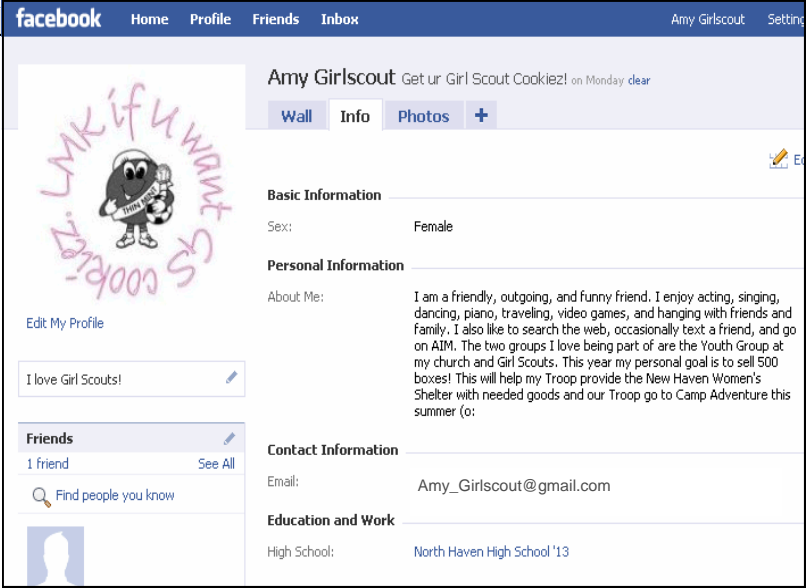 facebook Home Profile Friends Inbox Amy Girlscout Setting
Amy Girlscout Get ur Girl Scout Cookiez! on Monday clear
Wall Info Photos +
LMK if u want GS cookiez.
THIN MINT
Edit My Profile
I love Girl Scouts!
Friends
1 friend See All
Find people you know
Basic Information
Sex: Female
Personal Information
About Me: I am a friendly, outgoing, and funny friend. I enjoy acting, singing,
dancing, piano, traveling, video games, and hanging with friends and
family. I also like to search the web, occasionally text a friend, and go
on AIM. The two groups I love being part of are the Youth Group at
my church and Girl Scouts. This year my personal goal is to sell 500
boxes! This will help my Troop provide the New Haven Women's
Shelter with needed goods and our Troop go to Camp Adventure this
summer (o:
Contact Information
Email: Amy_Girlscout@gmail.com
Education and Work
High School: North Haven High School '13